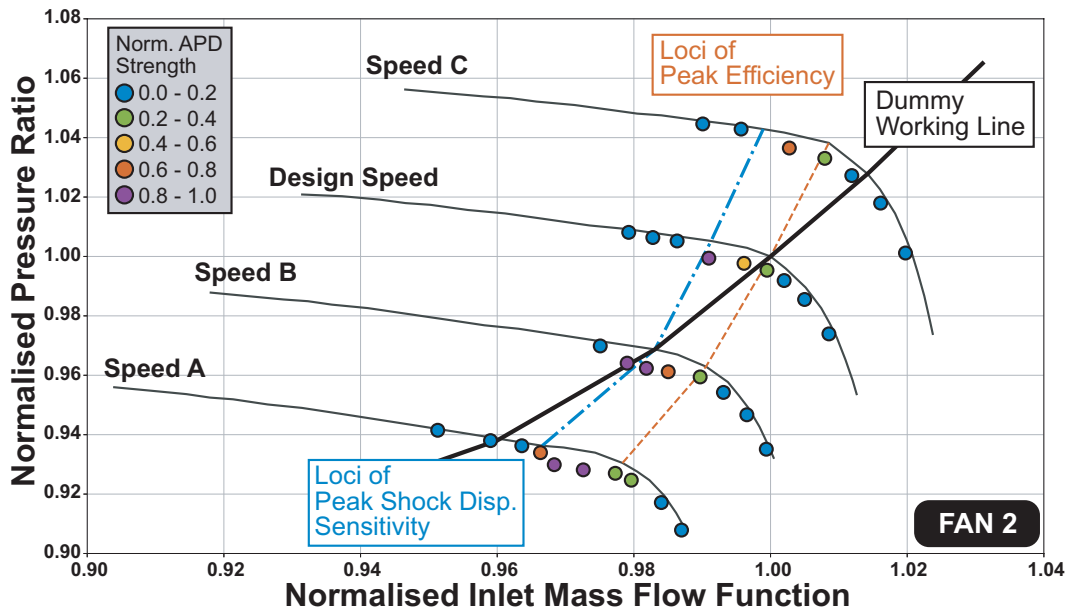 Normalised Pressure Ratio
1.08
1.06
1.04
1.02
1.00
0.98
0.96
0.94
0.92
0.90
Norm. APD
Strength
0.0 - 0.2
0.2 - 0.4
0.4 - 0.6
0.6 - 0.8
0.8 - 1.0
Speed C
Loci of
Peak Efficiency
Dummy
Working Line
Design Speed
Speed B
Speed A
Loci of
Peak Shock Disp.
Sensitivity
FAN 2
0.90
0.92
0.94
0.96
0.98
1.00
1.02
1.04
Normalised Inlet Mass Flow Function